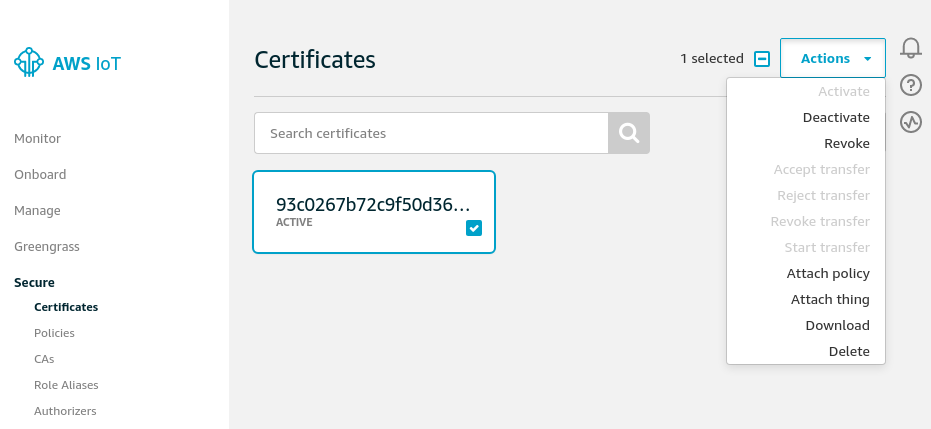 AWS IoT
Monitor
Onboard
Manage
Greengrass
Secure
Certificates
Policies
CAs
Role Aliases
Authorizers
Certificates
1 selected
Actions
Search certificates
93c0267b72c9f50d36...
ACTIVE
Activate
Deactivate
Revoke
Accept transfer
Reject transfer
Revoke transfer
Start transfer
Attach policy
Attach thing
Download
Delete
?